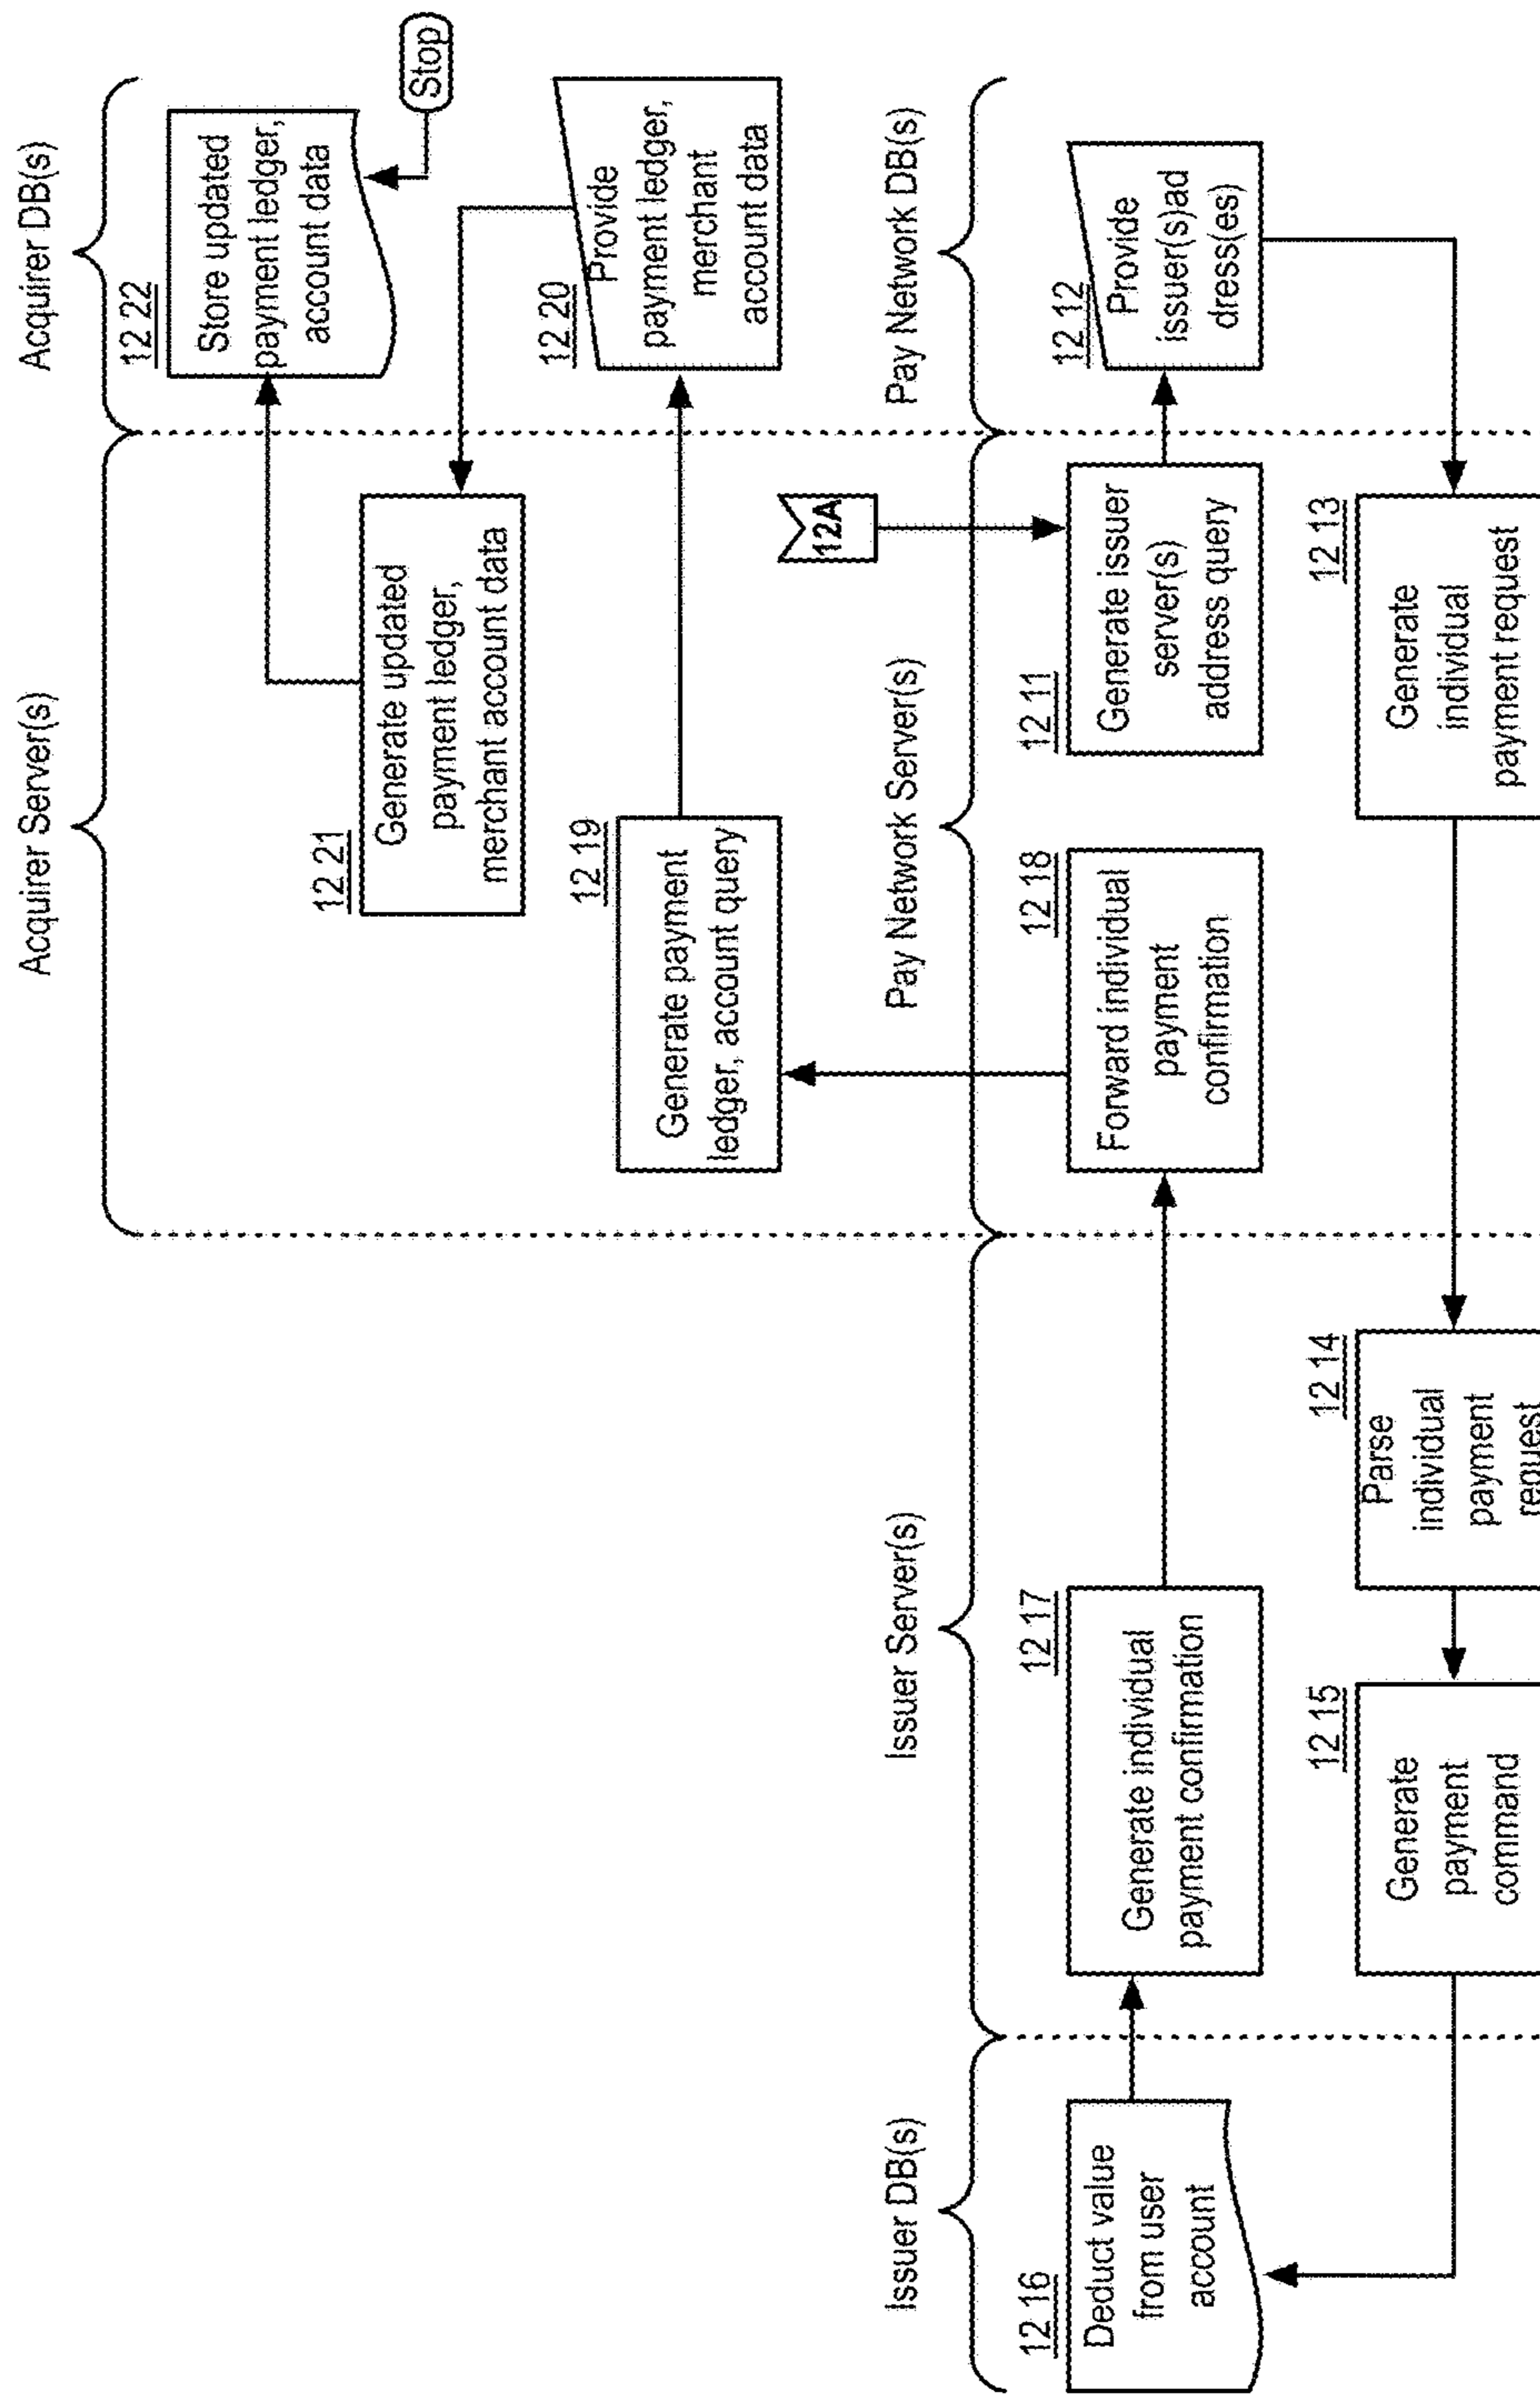 Acquirer Server(s)
Acquirer DB(s)
12 21
Generate updated
payment ledger,
merchant account data
12 22
Store updated
payment ledger,
account data
Stop
12 19
Generate payment
ledger, account query
12 20
Provide
payment ledger,
merchant
account data
12A
Issuer DB(s)
Issuer Server(s)
Pay Network Server(s)
Pay Network DB(s)
12 16
Deduct value
from user
account
12 17
Generate individual
payment confirmation
12 18
Forward individual
payment
confirmation
12 11
Generate issuer
server(s)
address query
12 12
Provide
issuer(s)ad
dress(es)
12 15
Generate
payment
command
12 14
Parse
individual
payment
request
12 13
Generate
individual
payment request